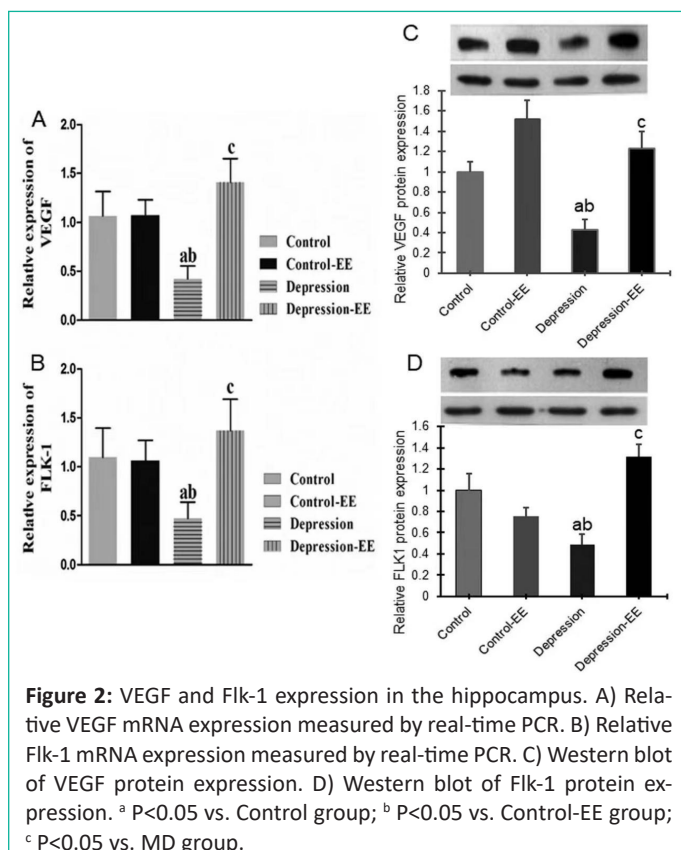 A
Relative expression of
VEGF
2.0
1.5
1.0
0.5
0.0
ab
c
Control
Control-EE
Depression
Depression-EE
B
Relative expression of
FLK-1
2.0
1.5
1.0
0.5
0.0
ab
c
Control
Control-EE
Depression
Depression-EE
C
Relative VEGF protein expression
1.8
1.6
1.4
1.2
1
0.8
0.6
0.4
0.2
0
ab
c
Control
Control-EE
Depression
Depression-EE
D
Relative FLK1 protein expression
1.6
1.4
1.2
1
0.8
0.6
0.4
0.2
0
ab
c
Control
Control-EE
Depression
Depression-EE
Figure 2: VEGF and Flk-1 expression in the hippocampus. A) Rela-
tive VEGF mRNA expression measured by real-time PCR. B) Relative
Flk-1 mRNA expression measured by real-time PCR. C) Western blot
of VEGF protein expression. D) Western blot of Flk-1 protein ex-
pression. ᵃ P<0.05 vs. Control group; ᵇ P<0.05 vs. Control-EE group;
ᶜ P<0.05 vs. MD group.